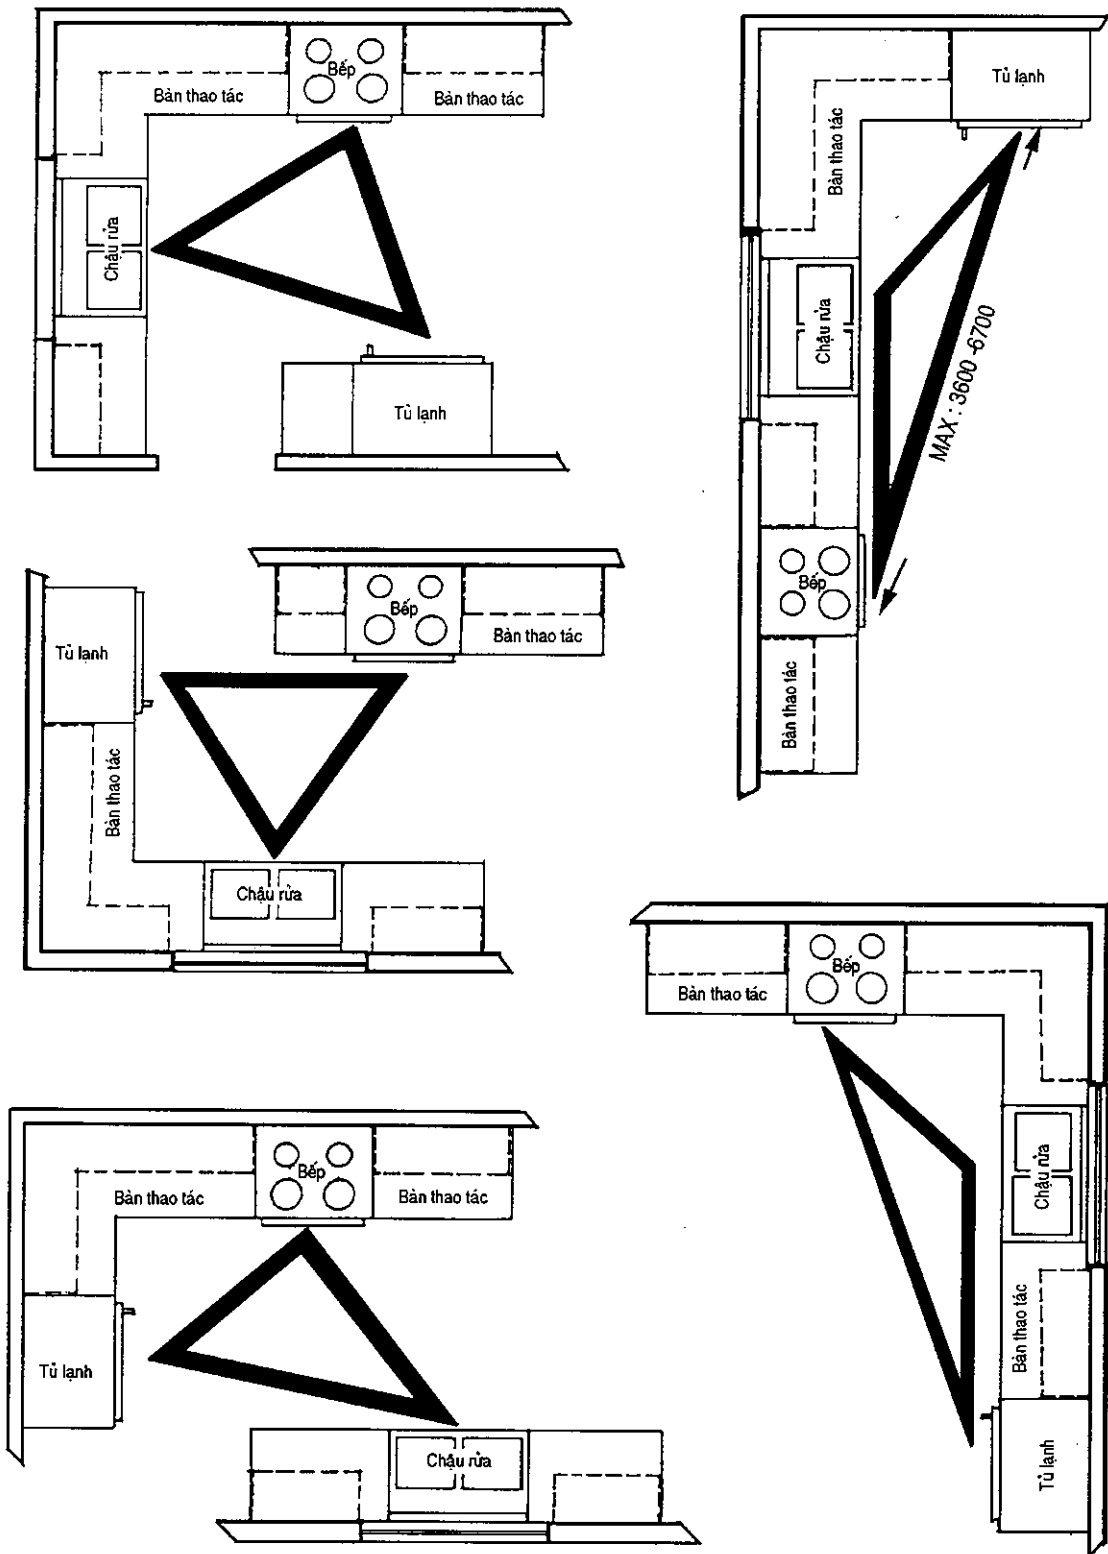 Bếp
Bàn thao tác
Bàn thao tác
Chậu rửa
Tủ lạnh
Tủ lạnh
Bàn thao tác
Chậu rửa
MAX : 3600 -6700
Bếp
Bàn thao tác
Bếp
Bàn thao tác
Tủ lạnh
Bàn thao tác
Chậu rửa
Bếp
Bàn thao tác
Chậu rửa
Bàn thao tác
Tủ lạnh
Bếp
Bàn thao tác
Bàn thao tác
Tủ lạnh
Chậu rửa